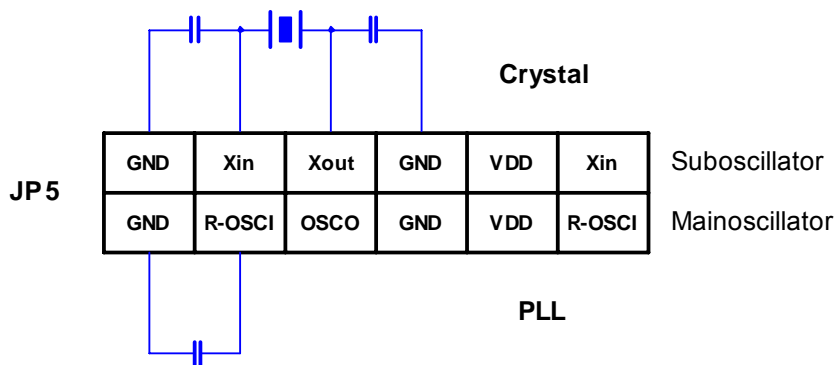 Crystal
GND Xin Xout GND VDD Xin Suboscillator
JP5
GND R-OSCI OSCO GND VDD R-OSCI Mainoscillator
PLL